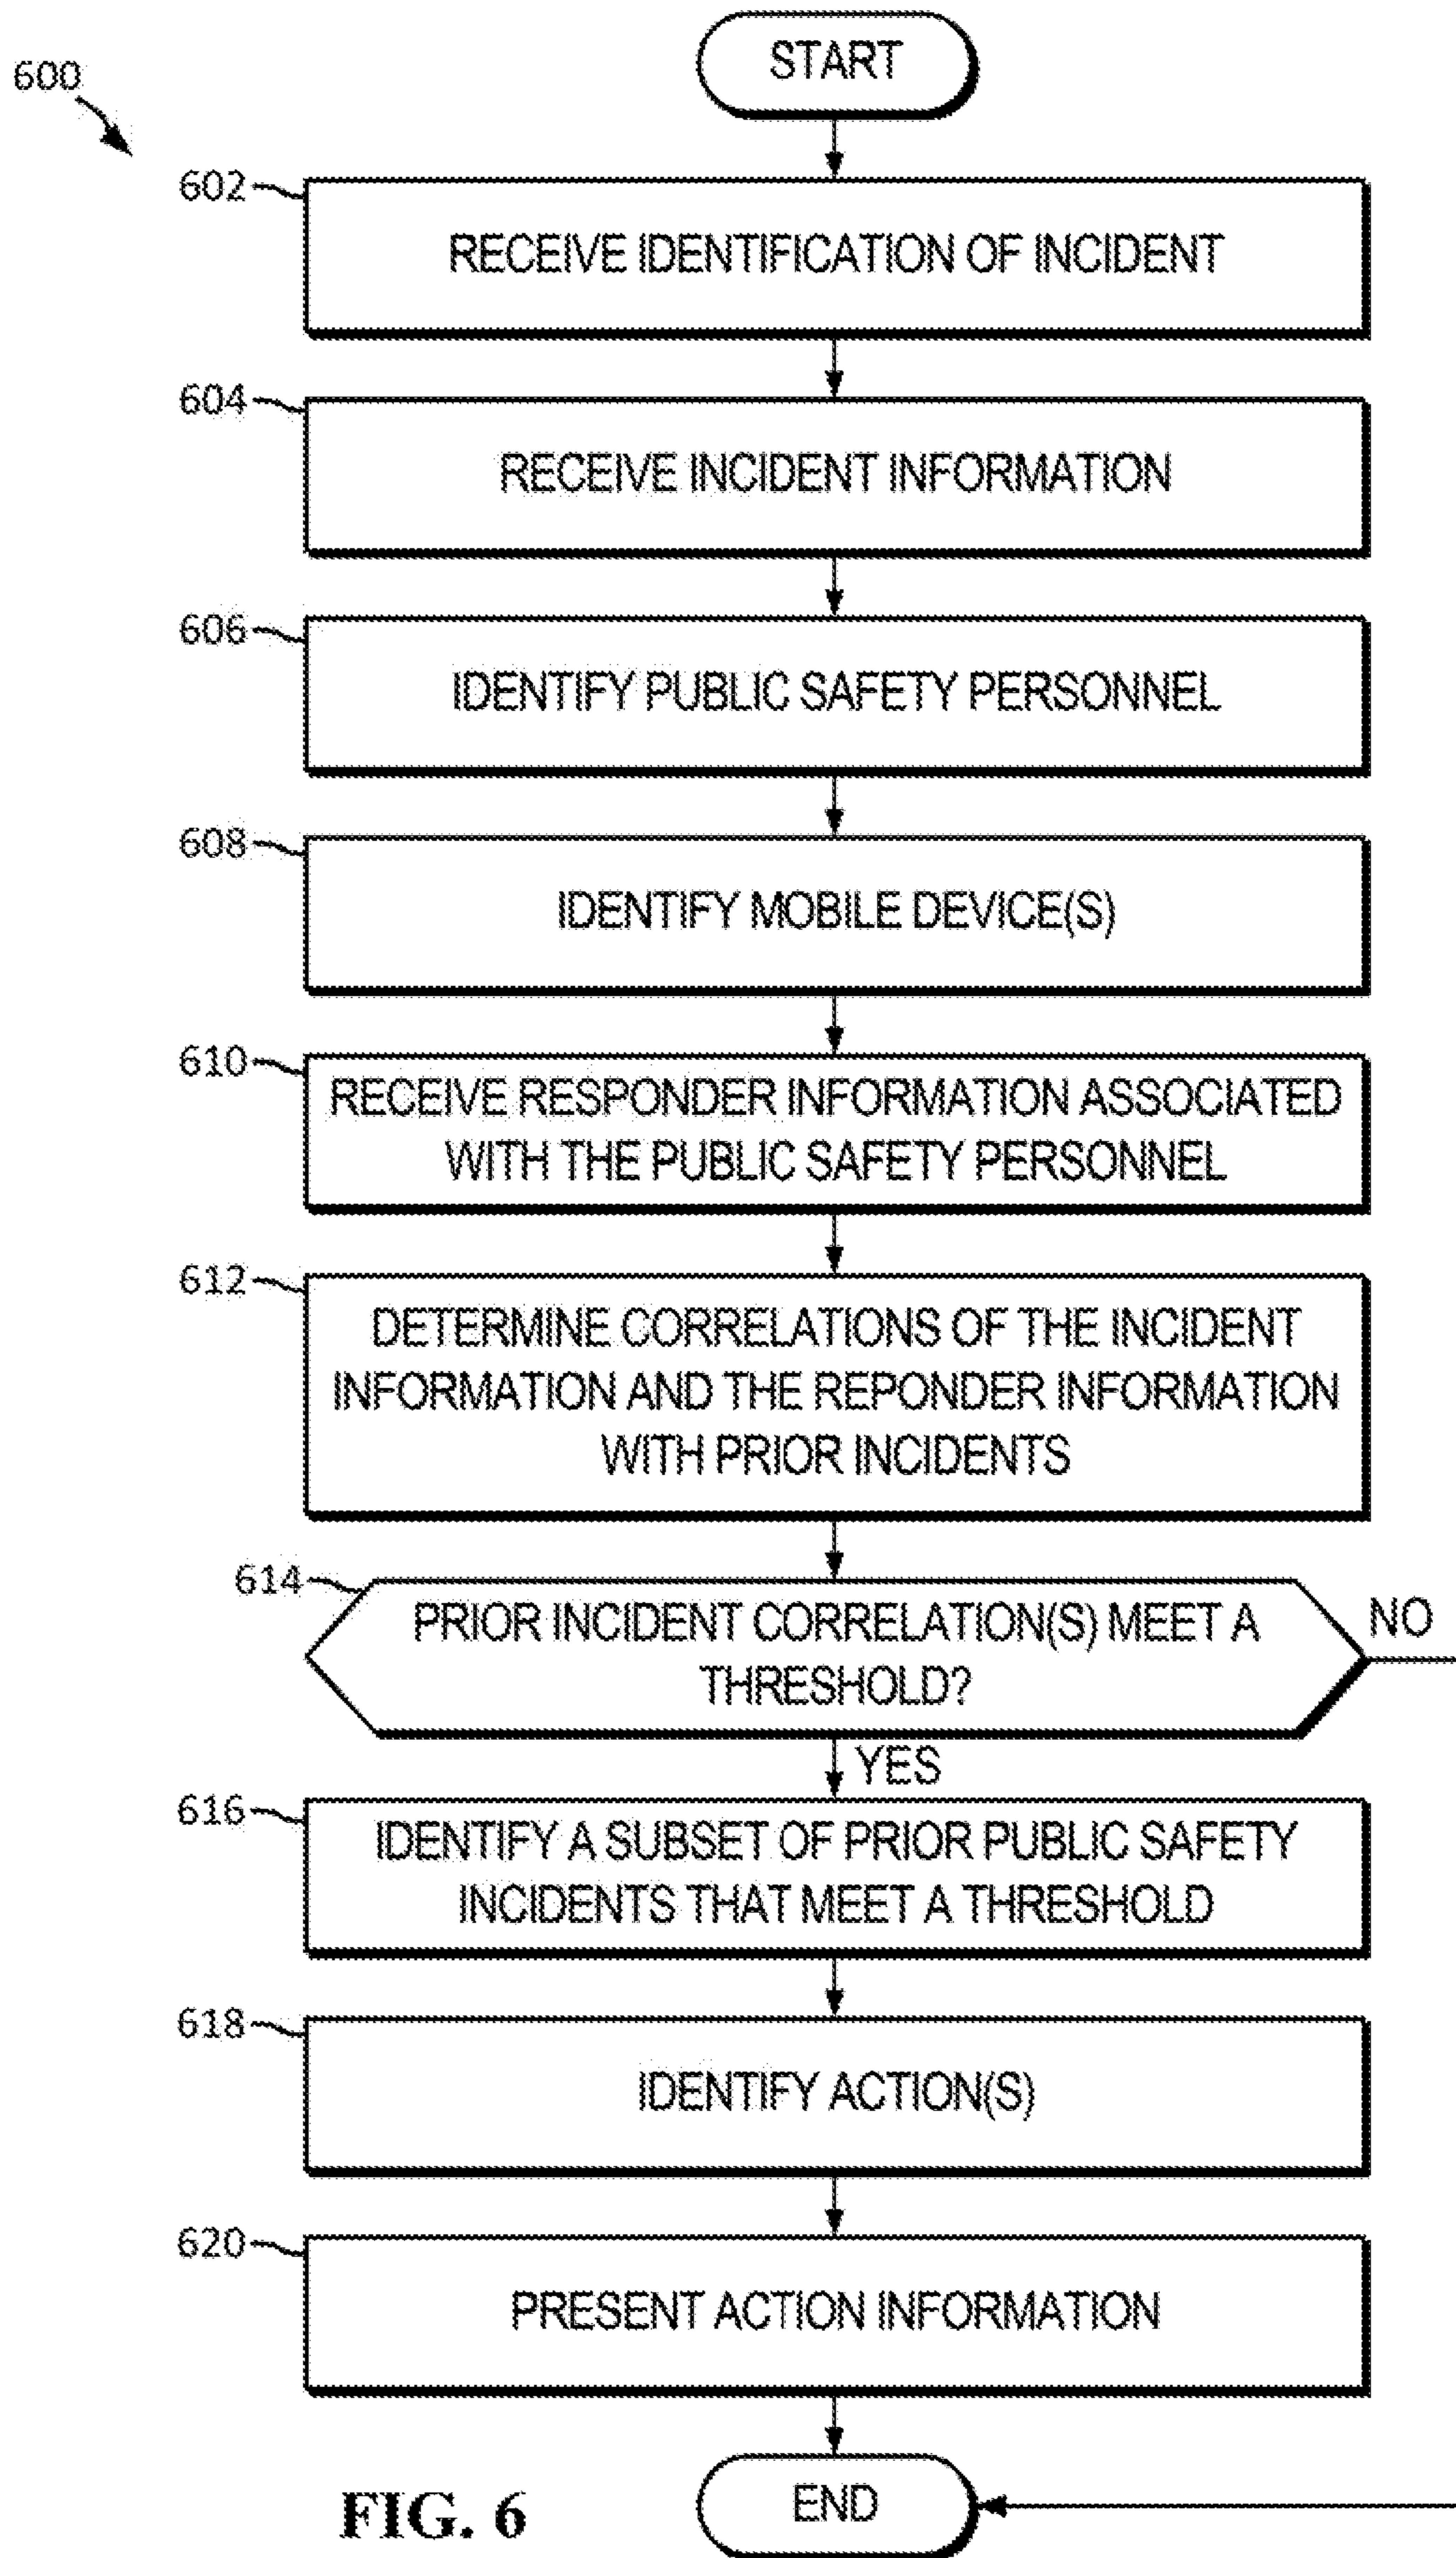 START
600
602
RECEIVE IDENTIFICATION OF INCIDENT
604
RECEIVE INCIDENT INFORMATION
606
IDENTIFY PUBLIC SAFETY PERSONNEL
608
IDENTIFY MOBILE DEVICE(S)
610
RECEIVE RESPONDER INFORMATION ASSOCIATED
WITH THE PUBLIC SAFETY PERSONNEL
612
DETERMINE CORRELATIONS OF THE INCIDENT
INFORMATION AND THE REPONDER INFORMATION
WITH PRIOR INCIDENTS
614
PRIOR INCIDENT CORRELATION(S) MEET A
THRESHOLD?
NO
YES
616
IDENTIFY A SUBSET OF PRIOR PUBLIC SAFETY
INCIDENTS THAT MEET A THRESHOLD
618
IDENTIFY ACTION(S)
620
PRESENT ACTION INFORMATION
END
FIG. 6